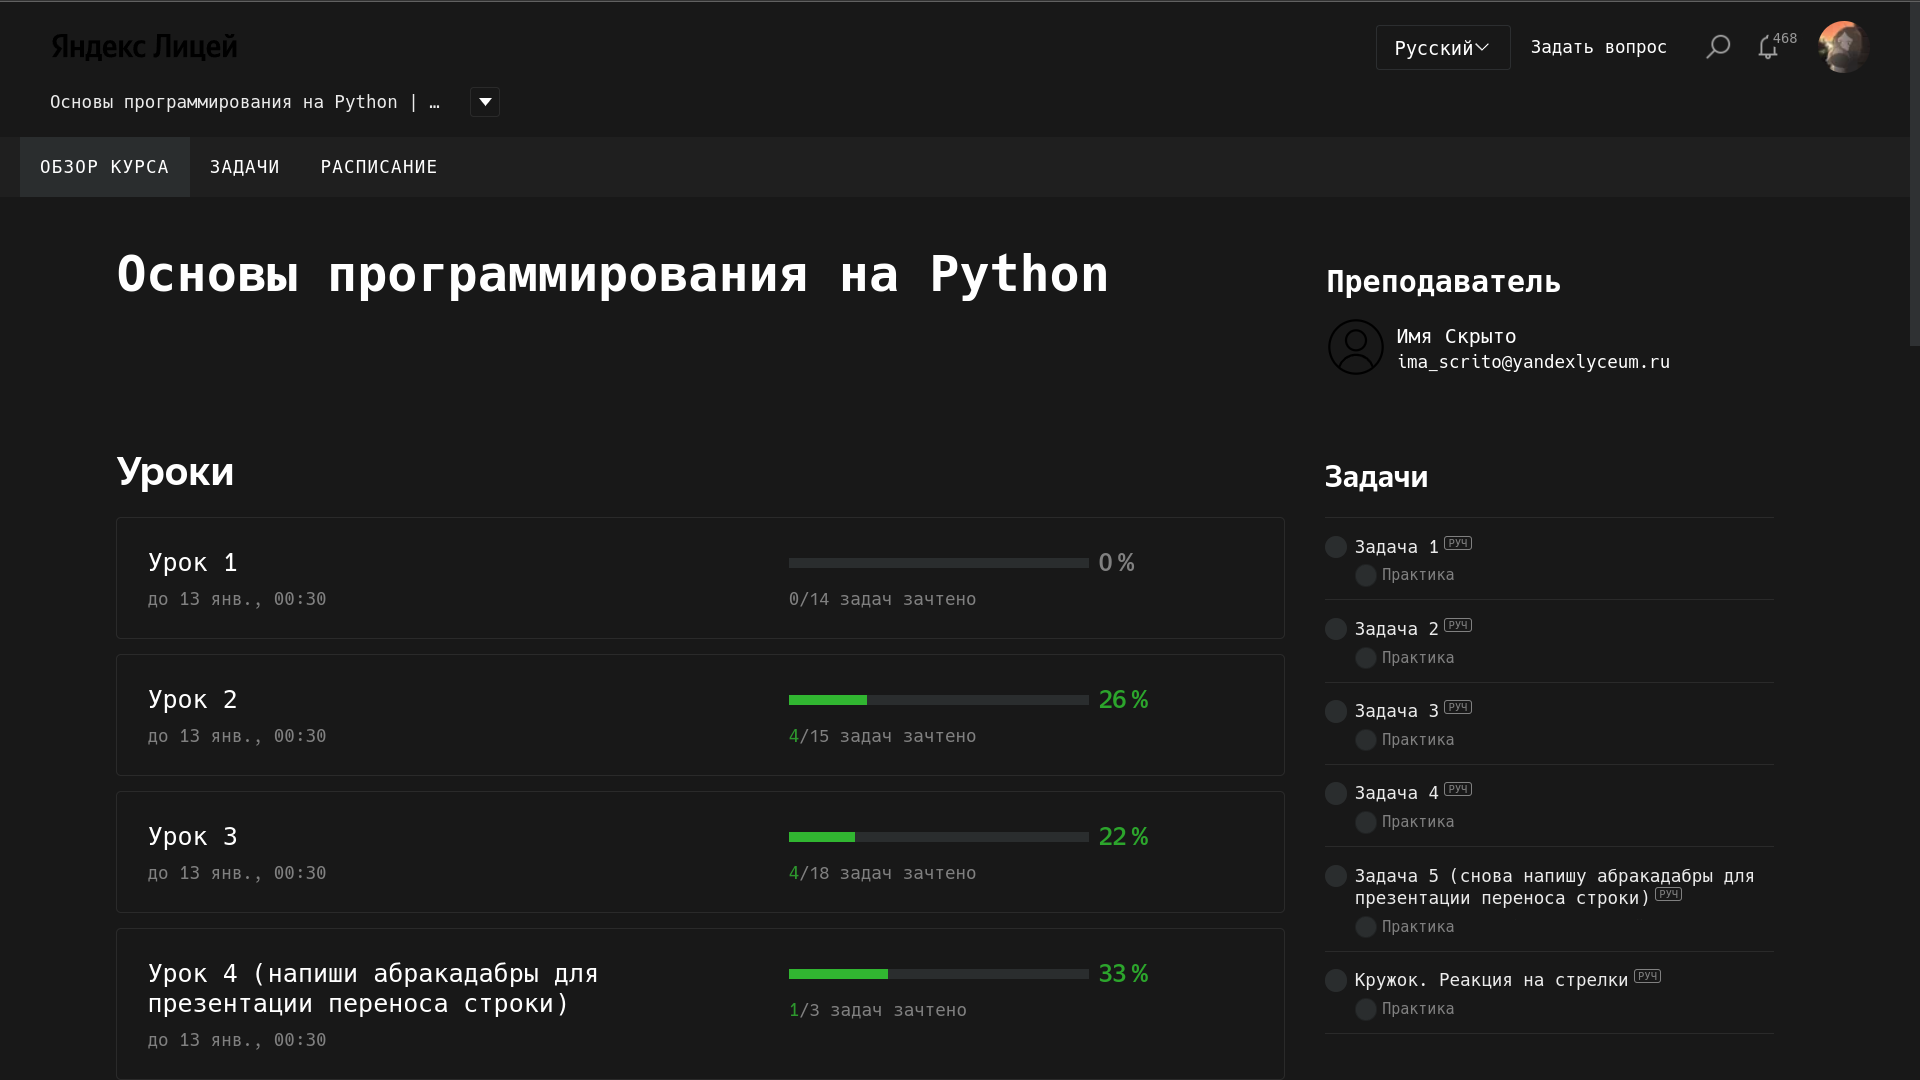 Яндекс Лицей
Русский
Задать вопрос
468
Основы программирования на Python | …
ОБЗОР КУРСА
ЗАДАЧИ
РАСПИСАНИЕ
Основы программирования на Python
Преподаватель
Имя Скрыто
ima_scrito@yandexlyceum.ru
Уроки
Урок 1
до 13 янв., 00:30
0 %
0/14 задач зачтено
Урок 2
до 13 янв., 00:30
26 %
4/15 задач зачтено
Урок 3
до 13 янв., 00:30
22 %
4/18 задач зачтено
Урок 4 (напиши абракадабры для
презентации переноса строки)
до 13 янв., 00:30
33 %
1/3 задач зачтено
Задачи
Задача 1 РУЧ
Практика
Задача 2 РУЧ
Практика
Задача 3 РУЧ
Практика
Задача 4 РУЧ
Практика
Задача 5 (снова напишу абракадабры для
презентации переноса строки) РУЧ
Практика
Кружок. Реакция на стрелки РУЧ
Практика